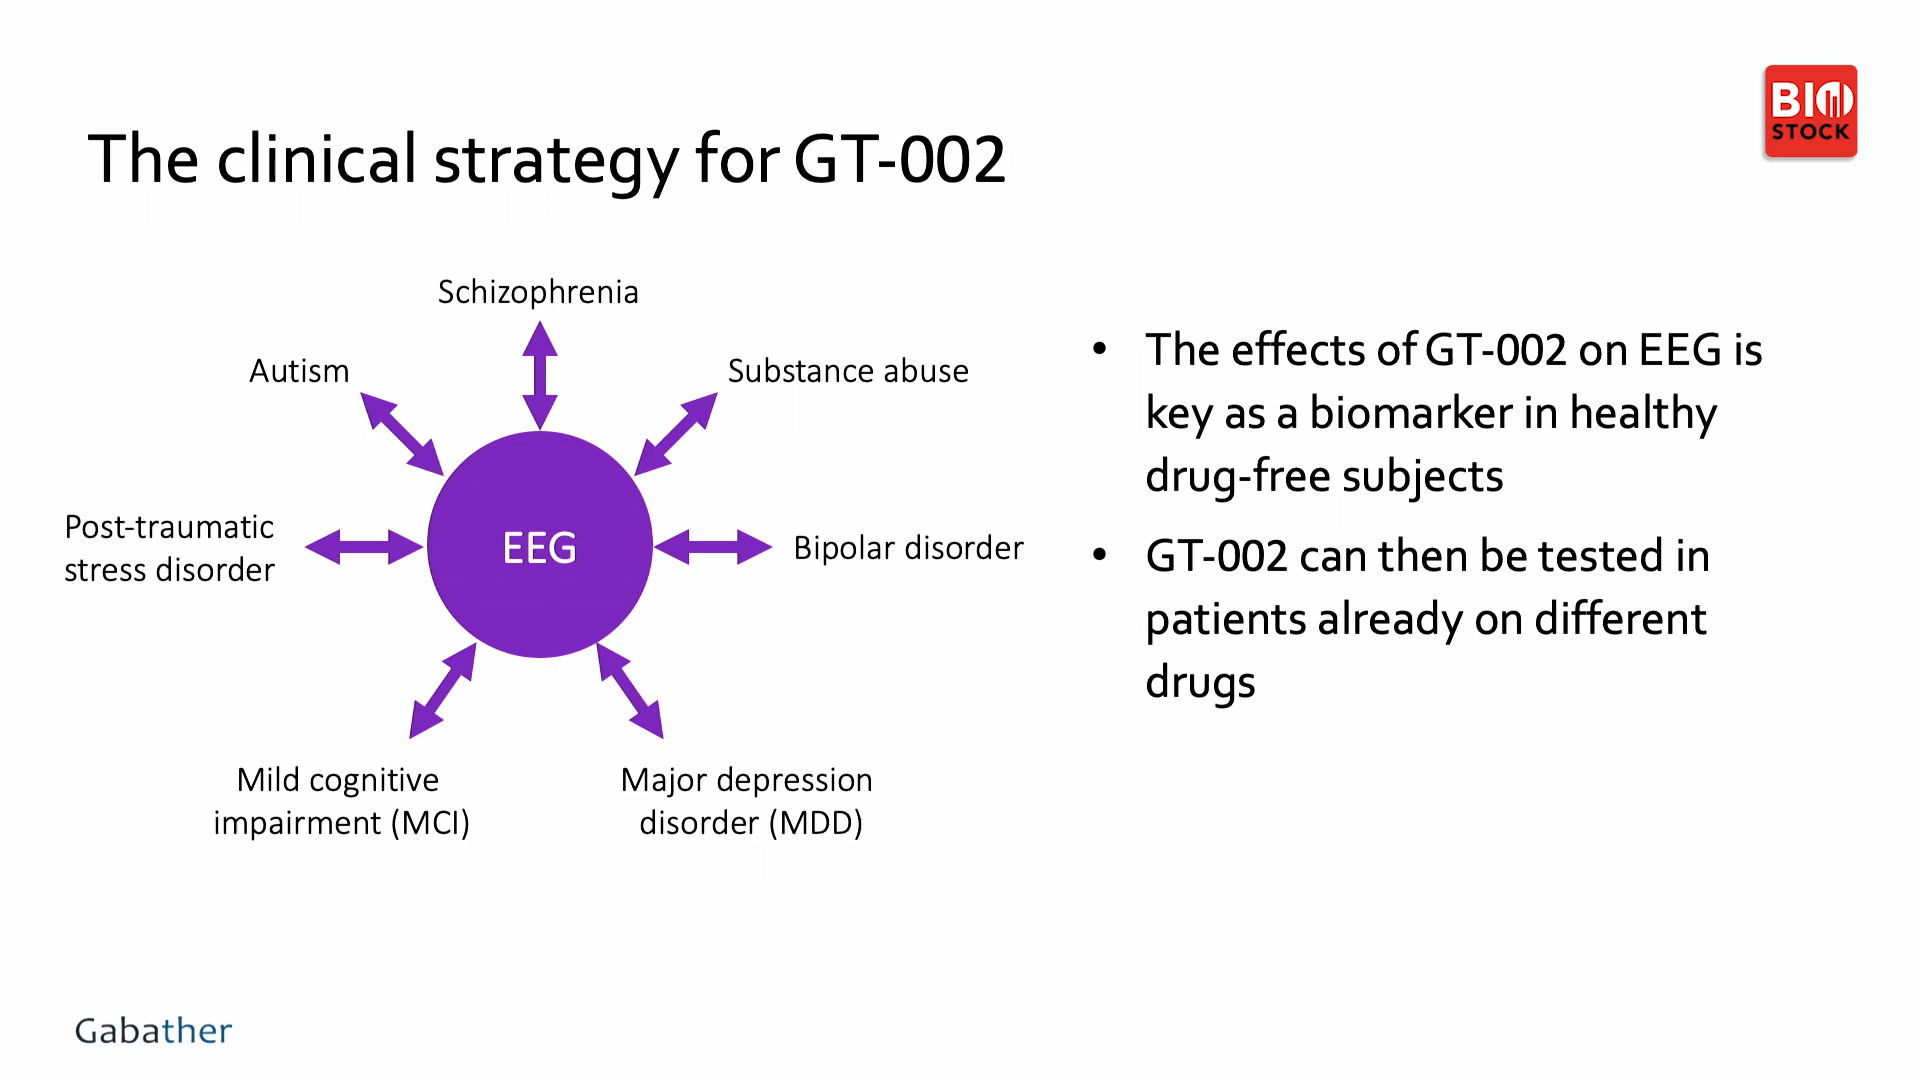 BIO
STOCK
The clinical strategy for GT-002
Schizophrenia
Autism
Substance abuse
Post-traumatic
stress disorder
EEG
Bipolar disorder
Mild cognitive
impairment (MCI)
Major depression
disorder (MDD)
• The effects of GT-002 on EEG is
key as a biomarker in healthy
drug-free subjects
• GT-002 can then be tested in
patients already on different
drugs
Gabather